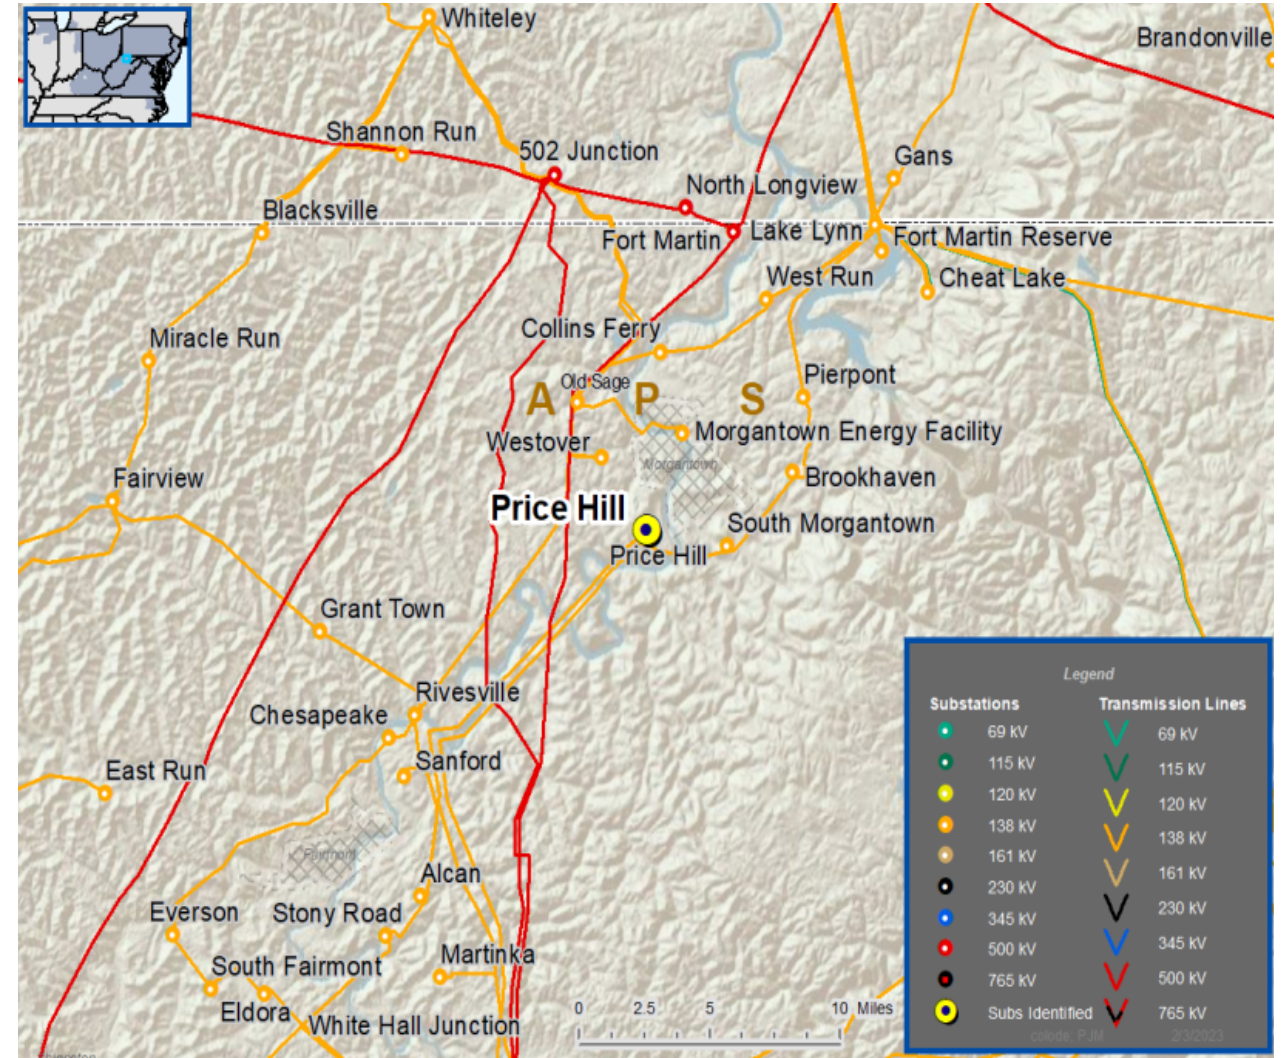 Whiteley
Brandonville
Shannon Run
502 Junction
Gans
North Longview
Blacksville
Fort Martin
Lake Lynn
Fort Martin Reserve
West Run
Cheat Lake
Collins Ferry
Miracle Run
Old Sage
Pierpont
A P S
Westover
Morgantown Energy Facility
Morgantown
Fairview
Brookhaven
Price Hill
South Morgantown
Price Hill
Grant Town
Rivesville
Chesapeake
Sanford
East Run
Fairmont
Alcan
Everson
Stony Road
Martinka
South Fairmont
Eldora
White Hall Junction
0 2.5 5 10 Miles
Legend
Substations Transmission Lines
69 kV 69 kV
115 kV 115 kV
120 kV 120 kV
138 kV 138 kV
161 kV 161 kV
230 kV 230 kV
345 kV 345 kV
500 kV 500 kV
765 kV 765 kV
Subs Identified
PJM 2/3/2023